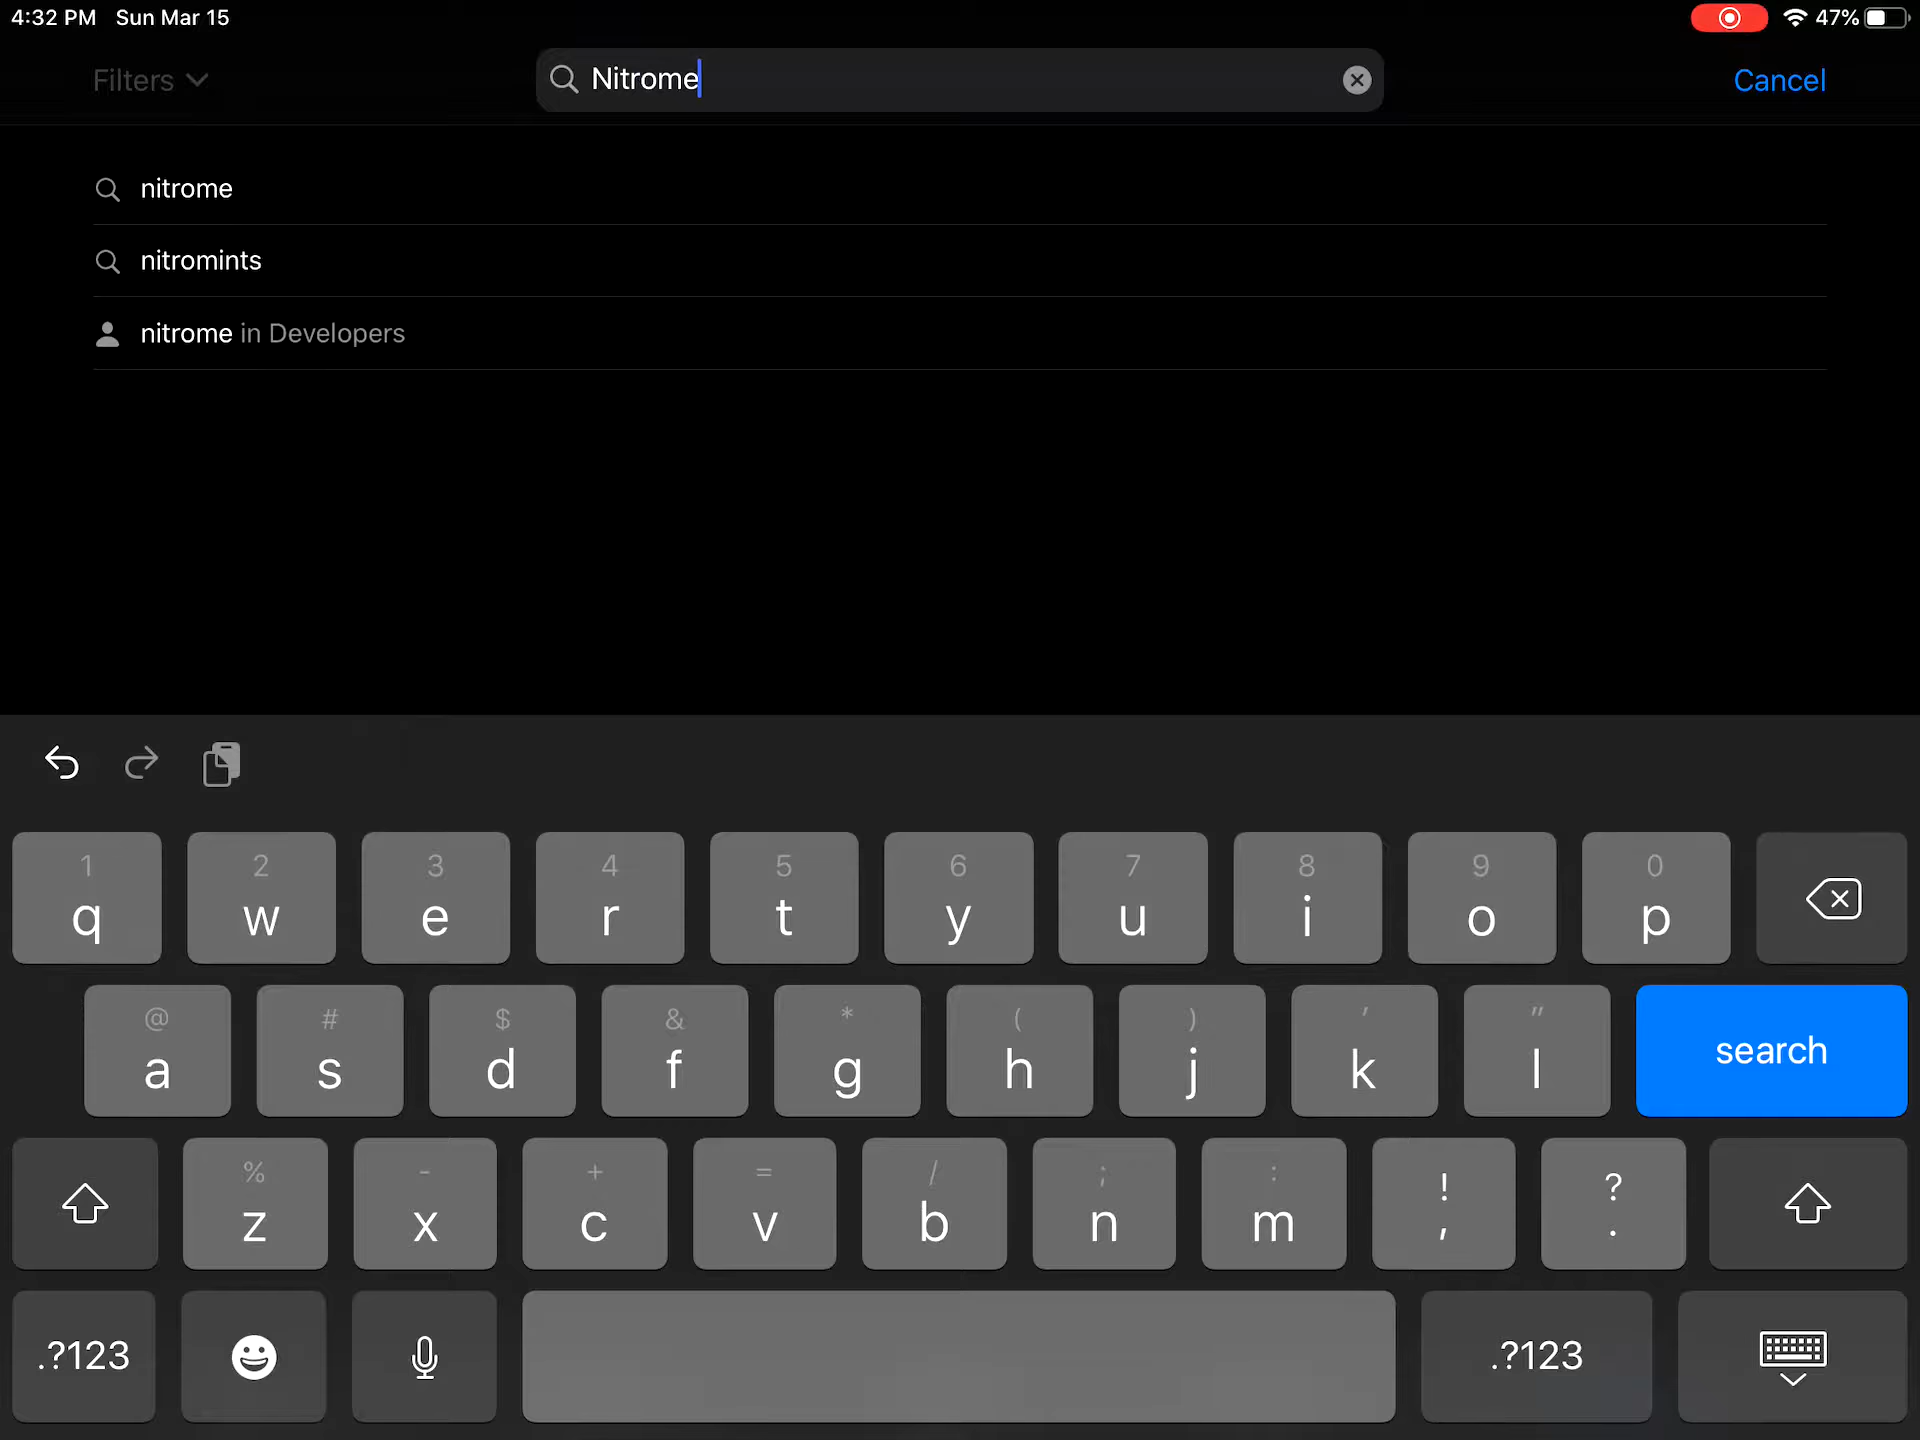 4:32 PM Sun Mar 15 47%
Filters Nitrome Cancel
nitrome
nitromints
nitrome in Developers
1 2 3 4 5 6 7 8 9 0
q w e r t y u i o p
@ # $ & * ( ) ' "
a s d f g h j k l search
% - + = / ; : ! ?
z x c v b n m , .
.?123 .?123